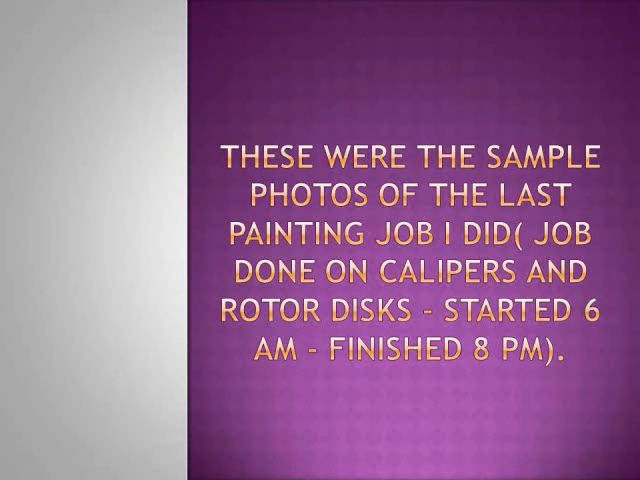 THESE WERE THE SAMPLE
PHOTOS OF THE LAST
PAINTING JOB I DID( JOB
DONE ON CALIPERS AND
ROTOR DISKS - STARTED 6
AM - FINISHED 8 PM).